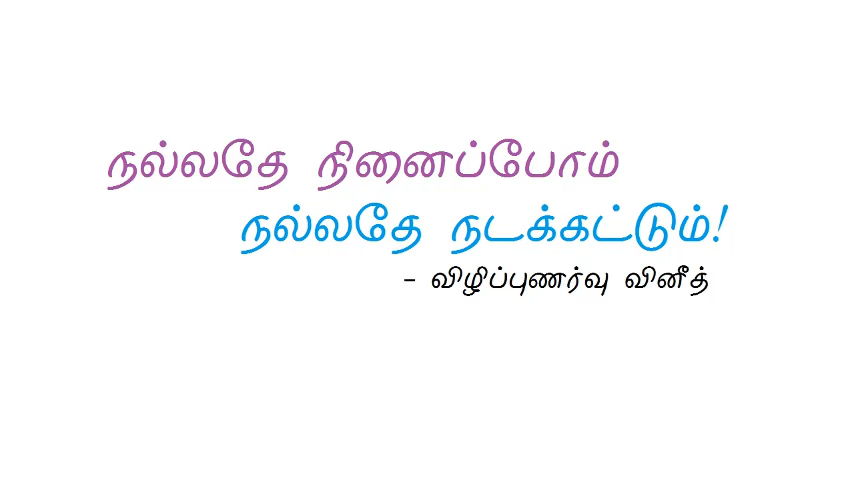 நல்லதே நினைப்போம்
நல்லதே நடக்கட்டும்!
- விழிப்புணர்வு வினீத்